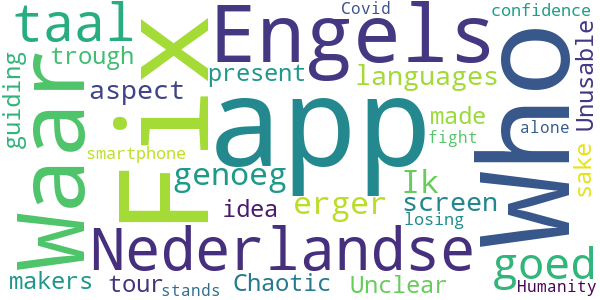 Covid
confidence
taal
Engels
Who
trough
Fix
present
languages
Unusable
guiding
Waar
aspect
app
made
alone
fight
smartphone
genoeg
Ik
sake
idea
erger
screen
losing
Nederlandse
goed
makers
tour
Chaotic
Unclear
Humanity
stands